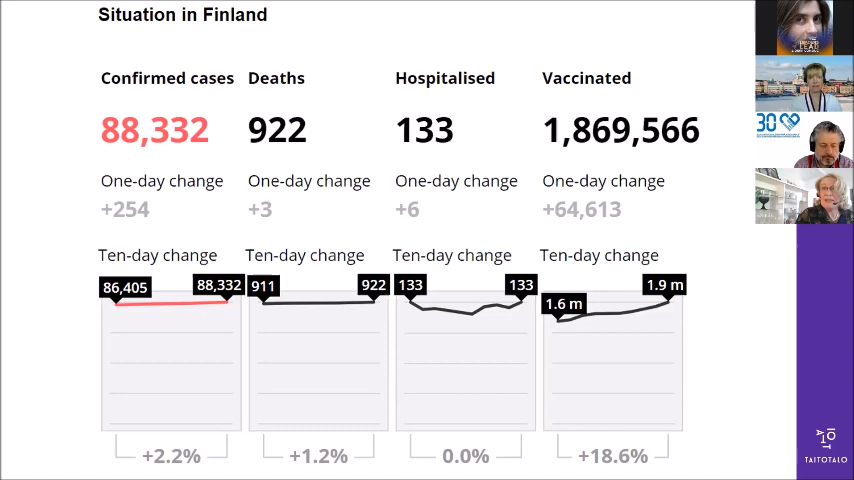 Situation in Finland
Confirmed cases Deaths Hospitalised Vaccinated
88,332 922 133 1,869,566
One-day change One-day change One-day change One-day change
+254 +3 +6 +64,613
Ten-day change Ten-day change Ten-day change Ten-day change
86,405 88,332 911 922 133 133 1.6 m 1.9 m
+2.2% +1.2% 0.0% +18.6%
30
TAITOTALO